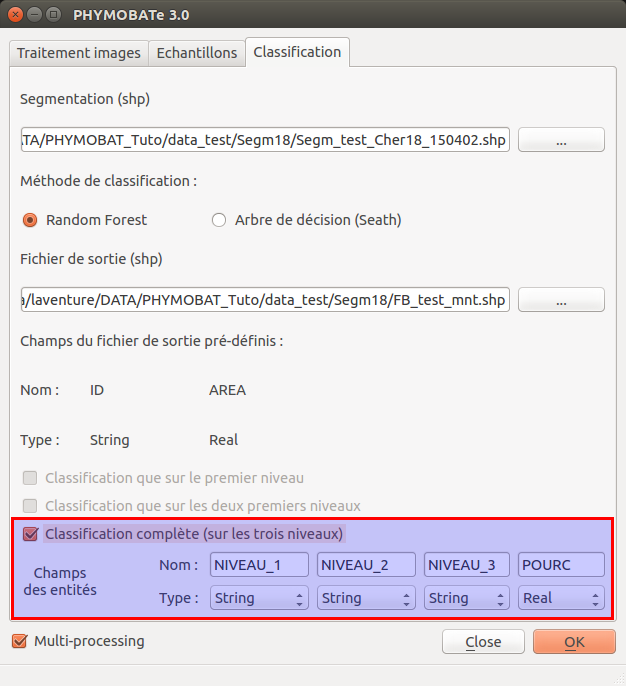 PHYMOBATe 3.0
Traitement images Echantillons Classification
Segmentation (shp)
TA/PHYMOBAT_Tuto/data_test/Segm18/Segm_test_Cher18_150402.shp ...
Méthode de classification :
Random Forest Arbre de décision (Seath)
Fichier de sortie (shp)
a/laventure/DATA/PHYMOBAT_Tuto/data_test/Segm18/FB_test_mnt.shp ...
Champs du fichier de sortie pré-définis :
Nom : ID AREA
Type : String Real
Classification que sur le premier niveau
Classification que sur les deux premiers niveaux
Classification complète (sur les trois niveaux)
Champs des entités
Nom : NIVEAU_1 NIVEAU_2 NIVEAU_3 POURC
Type : String String String Real
Multi-processing Close OK